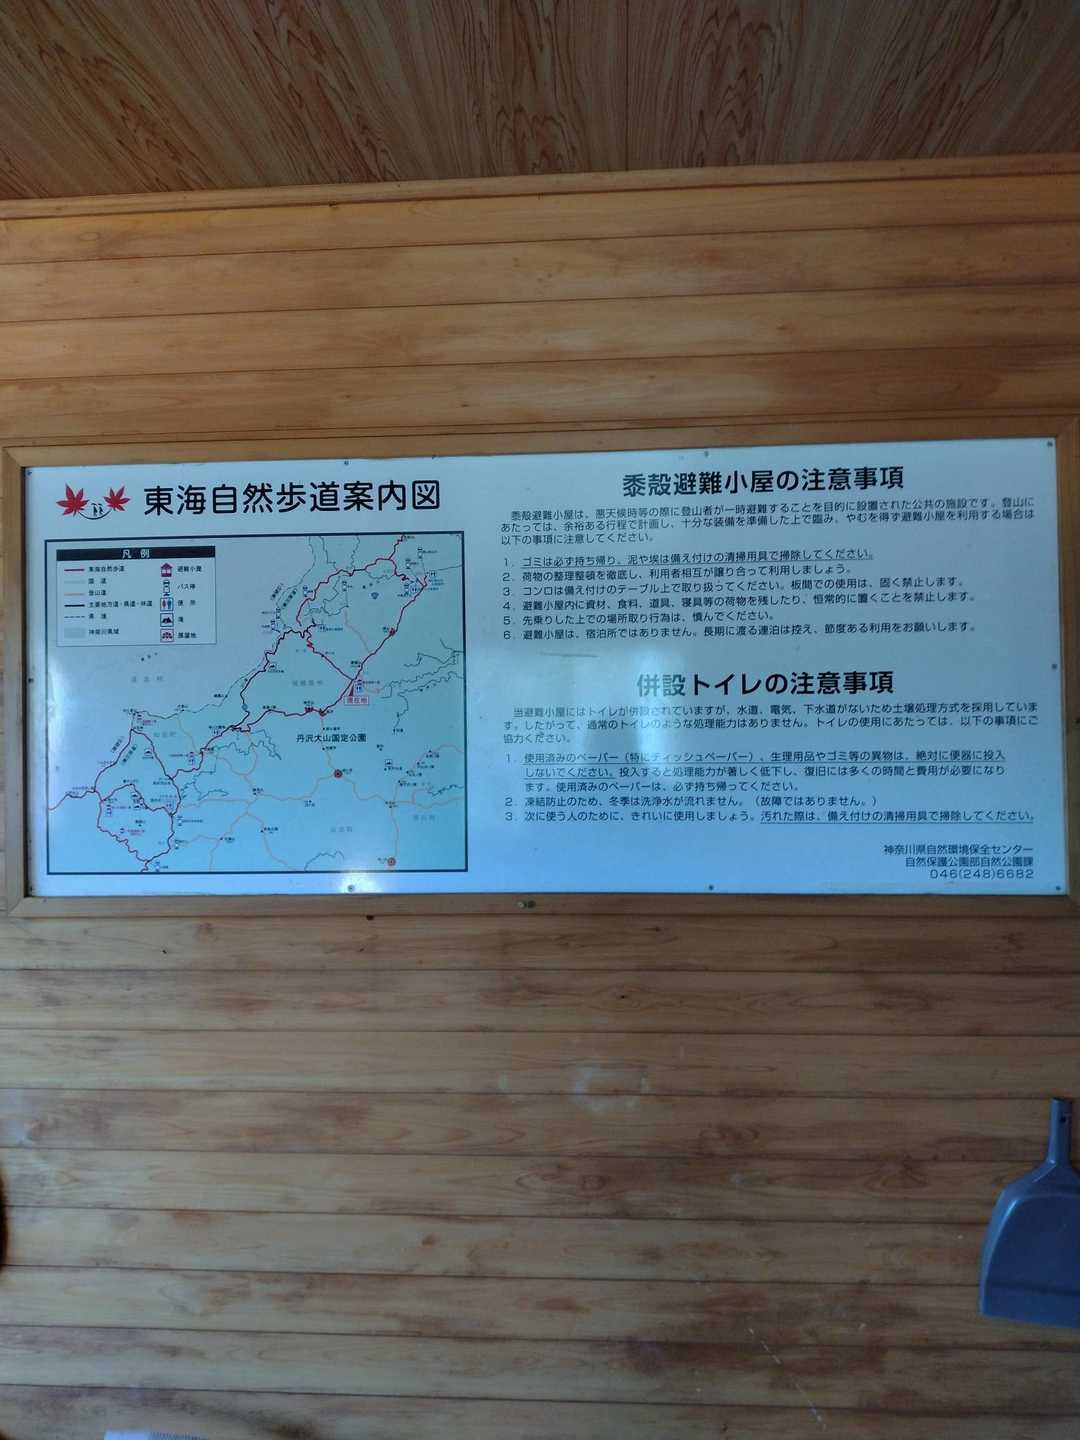 東海自然歩道案内図
凡例
東海自然歩道
国道
登山道
主要地方道・県道・林道
県境
神奈川県域
避難小屋
バス停
便所
滝
展望地
現在地
丹沢大山国定公園
黍殻避難小屋の注意事項
黍殻避難小屋は、悪天候時等の際に登山者が一時避難することを目的に設置された公共の施設です。登山に
あたっては、余裕ある行程で計画し、十分な装備を準備した上で臨み、やむを得ず避難小屋を利用する場合は
以下の事項に注意してください。
1．ゴミは必ず持ち帰り、泥や埃は備え付けの清掃用具で掃除してください。
2．荷物の整理整頓を徹底し、利用者相互が譲り合って利用しましょう。
3．コンロは備え付けのテーブル上で取り扱ってください。板間での使用は、固く禁止します。
4．避難小屋内に資材、食料、道具、寝具等の荷物を残したり、恒常的に置くことを禁止します。
5．先乗りした上での場所取り行為は、慎んでください。
6．避難小屋は、宿泊所ではありません。長期に渡る連泊は控え、節度ある利用をお願いします。
併設トイレの注意事項
当避難小屋にはトイレが併設されていますが、水道、電気、下水道がないため土壌処理方式を採用していま
す。したがって、通常のトイレのような処理能力はありません。トイレの使用にあたっては、以下の事項にご
協力ください。
1．使用済みのペーパー（特にティッシュペーパー）、生理用品やゴミ等の異物は、絶対に便器に投入
しないでください。投入すると処理能力が著しく低下し、復旧には多くの時間と費用が必要になり
ます。使用済みのペーパーは、必ず持ち帰ってください。
2．凍結防止のため、冬季は洗浄水が流れません。（故障ではありません。）
3．次に使う人のために、きれいに使用しましょう。汚れた際は、備え付けの清掃用具で掃除してください。
神奈川県自然環境保全センター
自然保護公園部自然公園課
046(248)6682